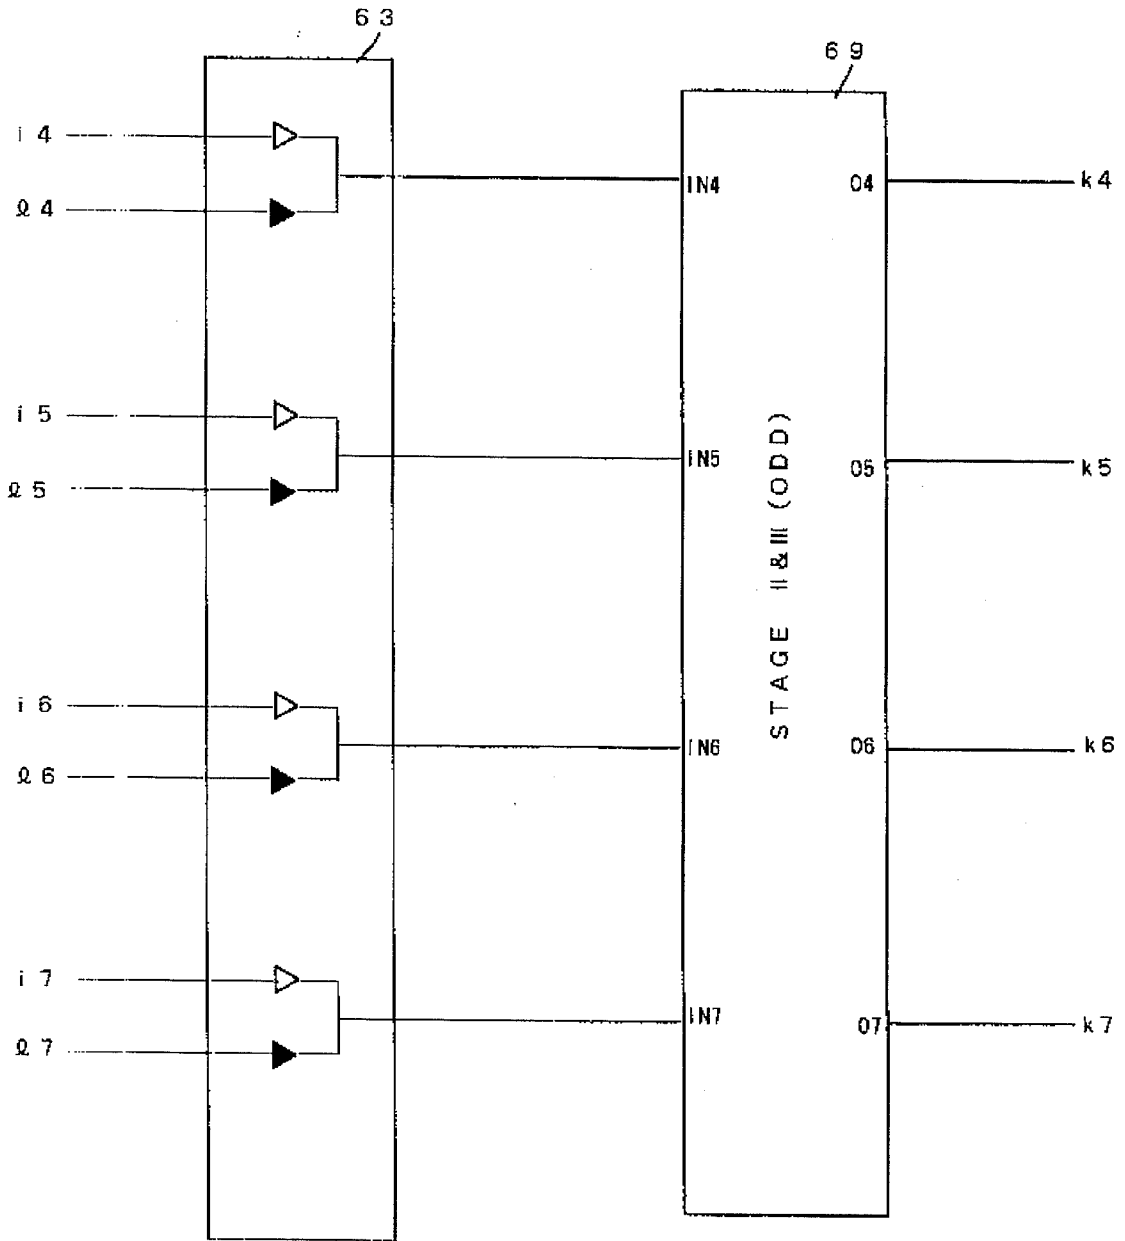 63
69
i4
ℓ4
IN4
O4
k4
i5
ℓ5
IN5
O5
k5
STAGE II&III (ODD)
i6
ℓ6
IN6
O6
k6
i7
ℓ7
IN7
O7
k7